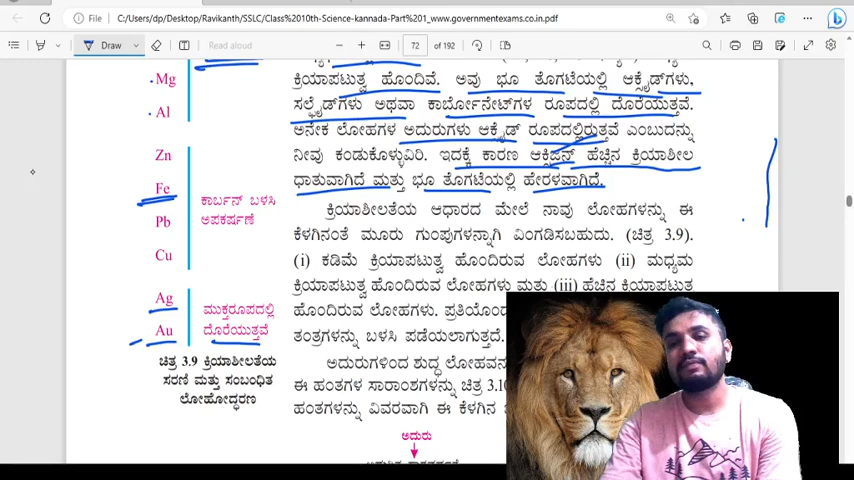 File
C:/Users/dp/Desktop/Ravikanth/SSLC/Class%2010th-Science-kannada-Part%201_www.governmentexams.co.in.pdf
Draw
Read aloud
72 of 192
Mg
Al
Zn
Fe
Pb
Cu
Ag
Au
ಕಾರ್ಬನ್ ಬಳಸಿ
ಅಪಕರ್ಷಣೆ
ಮುಕ್ತರೂಪದಲ್ಲಿ
ದೊರೆಯುತ್ತವೆ
ಚಿತ್ರ 3.9 ಕ್ರಿಯಾಶೀಲತೆಯ
ಸರಣಿ ಮತ್ತು ಸಂಬಂಧಿತ
ಲೋಹೋದ್ಧರಣ
ಕ್ರಿಯಾಪಟುತ್ವ ಹೊಂದಿವೆ. ಅವು ಭೂ ತೊಗಟೆಯಲ್ಲಿ ಆಕ್ಸೈಡ್‌ಗಳು,
ಸಲ್ಫೈಡ್‌ಗಳು ಅಥವಾ ಕಾರ್ಬೋನೇಟ್‌ಗಳ ರೂಪದಲ್ಲಿ ದೊರೆಯುತ್ತವೆ.
ಅನೇಕ ಲೋಹಗಳ ಅದುರುಗಳು ಆಕ್ಸೈಡ್ ರೂಪದಲ್ಲಿರುತ್ತವೆ ಎಂಬುದನ್ನು
ನೀವು ಕಂಡುಕೊಳ್ಳುವಿರಿ. ಇದಕ್ಕೆ ಕಾರಣ ಆಕ್ಸಿಜನ್ ಹೆಚ್ಚಿನ ಕ್ರಿಯಾಶೀಲ
ಧಾತುವಾಗಿದೆ ಮತ್ತು ಭೂ ತೊಗಟೆಯಲ್ಲಿ ಹೇರಳವಾಗಿದೆ.
ಕ್ರಿಯಾಶೀಲತೆಯ ಆಧಾರದ ಮೇಲೆ ನಾವು ಲೋಹಗಳನ್ನು ಈ
ಕೆಳಗಿನಂತೆ ಮೂರು ಗುಂಪುಗಳನ್ನಾಗಿ ವಿಂಗಡಿಸಬಹುದು. (ಚಿತ್ರ 3.9).
(i) ಕಡಿಮೆ ಕ್ರಿಯಾಪಟುತ್ವ ಹೊಂದಿರುವ ಲೋಹಗಳು (ii) ಮಧ್ಯಮ
ಕ್ರಿಯಾಪಟುತ್ವ ಹೊಂದಿರುವ ಲೋಹಗಳು ಮತ್ತು (iii) ಹೆಚ್ಚಿನ ಕ್ರಿಯಾಪಟುತ್ವ
ಹೊಂದಿರುವ ಲೋಹಗಳು. ಪ್ರತಿಯೊಂದ
ತಂತ್ರಗಳನ್ನು ಬಳಸಿ ಪಡೆಯಲಾಗುತ್ತದೆ.
ಅದುರುಗಳಿಂದ ಶುದ್ಧ ಲೋಹವನ
ಈ ಹಂತಗಳ ಸಾರಾಂಶಗಳನ್ನು ಚಿತ್ರ 3.10
ಹಂತಗಳನ್ನು ವಿವರವಾಗಿ ಈ ಕೆಳಗಿನ
ಅದುರು